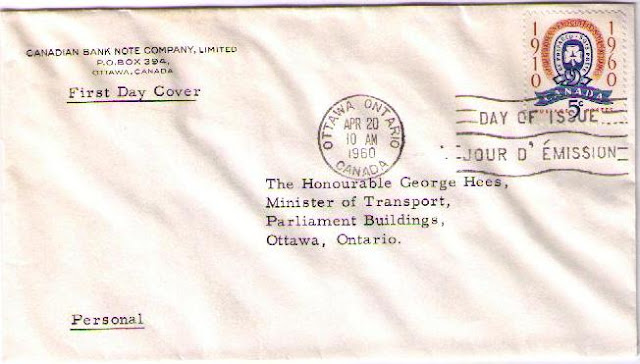 CANADIAN BANK NOTE COMPANY, LIMITED
P.O. BOX 394,
OTTAWA, CANADA
First Day Cover
1910 1960
BE PREPARED
CANADA
5c
OTTAWA ONTARIO
APR 20
10 AM
1960
CANADA
DAY OF ISSUE
JOUR D' ÉMISSION
The Honourable George Hees,
Minister of Transport,
Parliament Buildings,
Ottawa, Ontario.
Personal